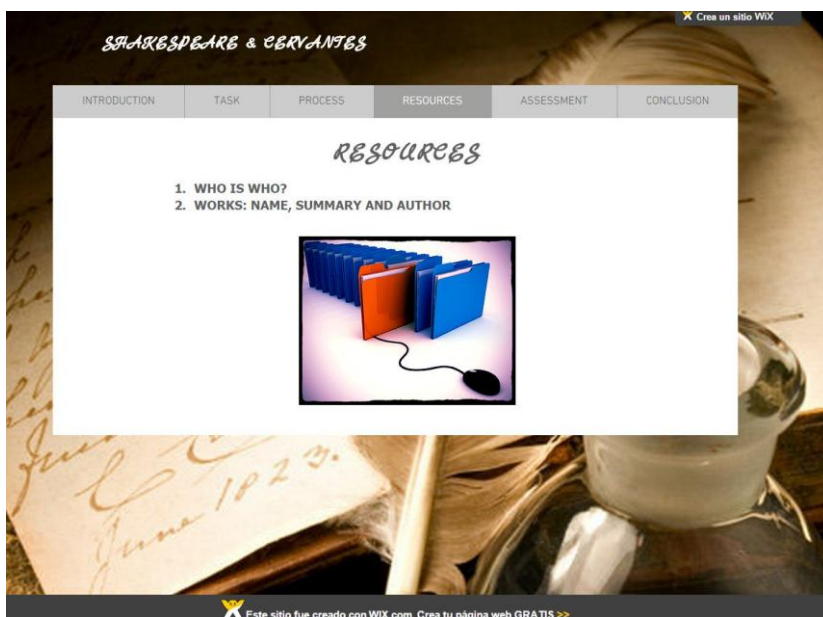 Crea un sitio WiX
SHAKESPEARE & CERVANTES
INTRODUCTION TASK PROCESS RESOURCES ASSESSMENT CONCLUSION
RESOURCES
1. WHO IS WHO?
2. WORKS: NAME, SUMMARY AND AUTHOR
June 1823.
Este sitio fue creado con WIX.com. Crea tu página web GRATIS >>